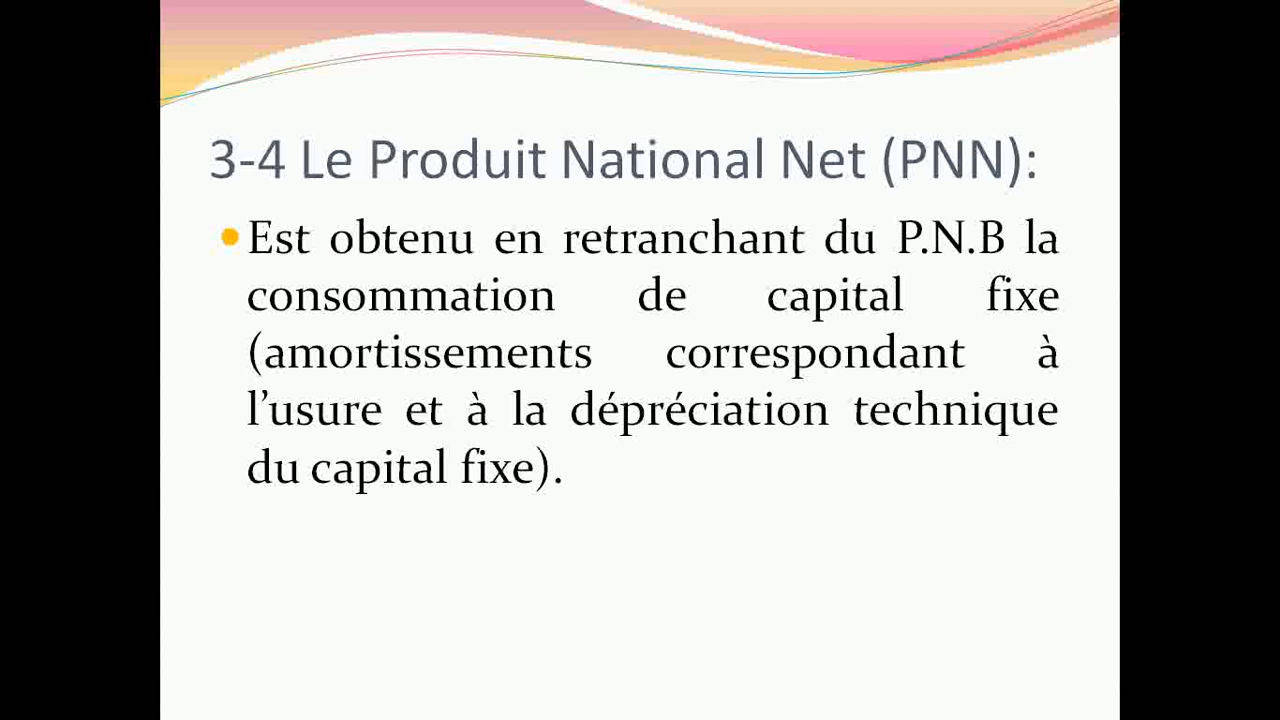 3-4 Le Produit National Net (PNN):
Est obtenu en retranchant du P.N.B la
consommation de capital fixe
(amortissements correspondant à
l’usure et à la dépréciation technique
du capital fixe).